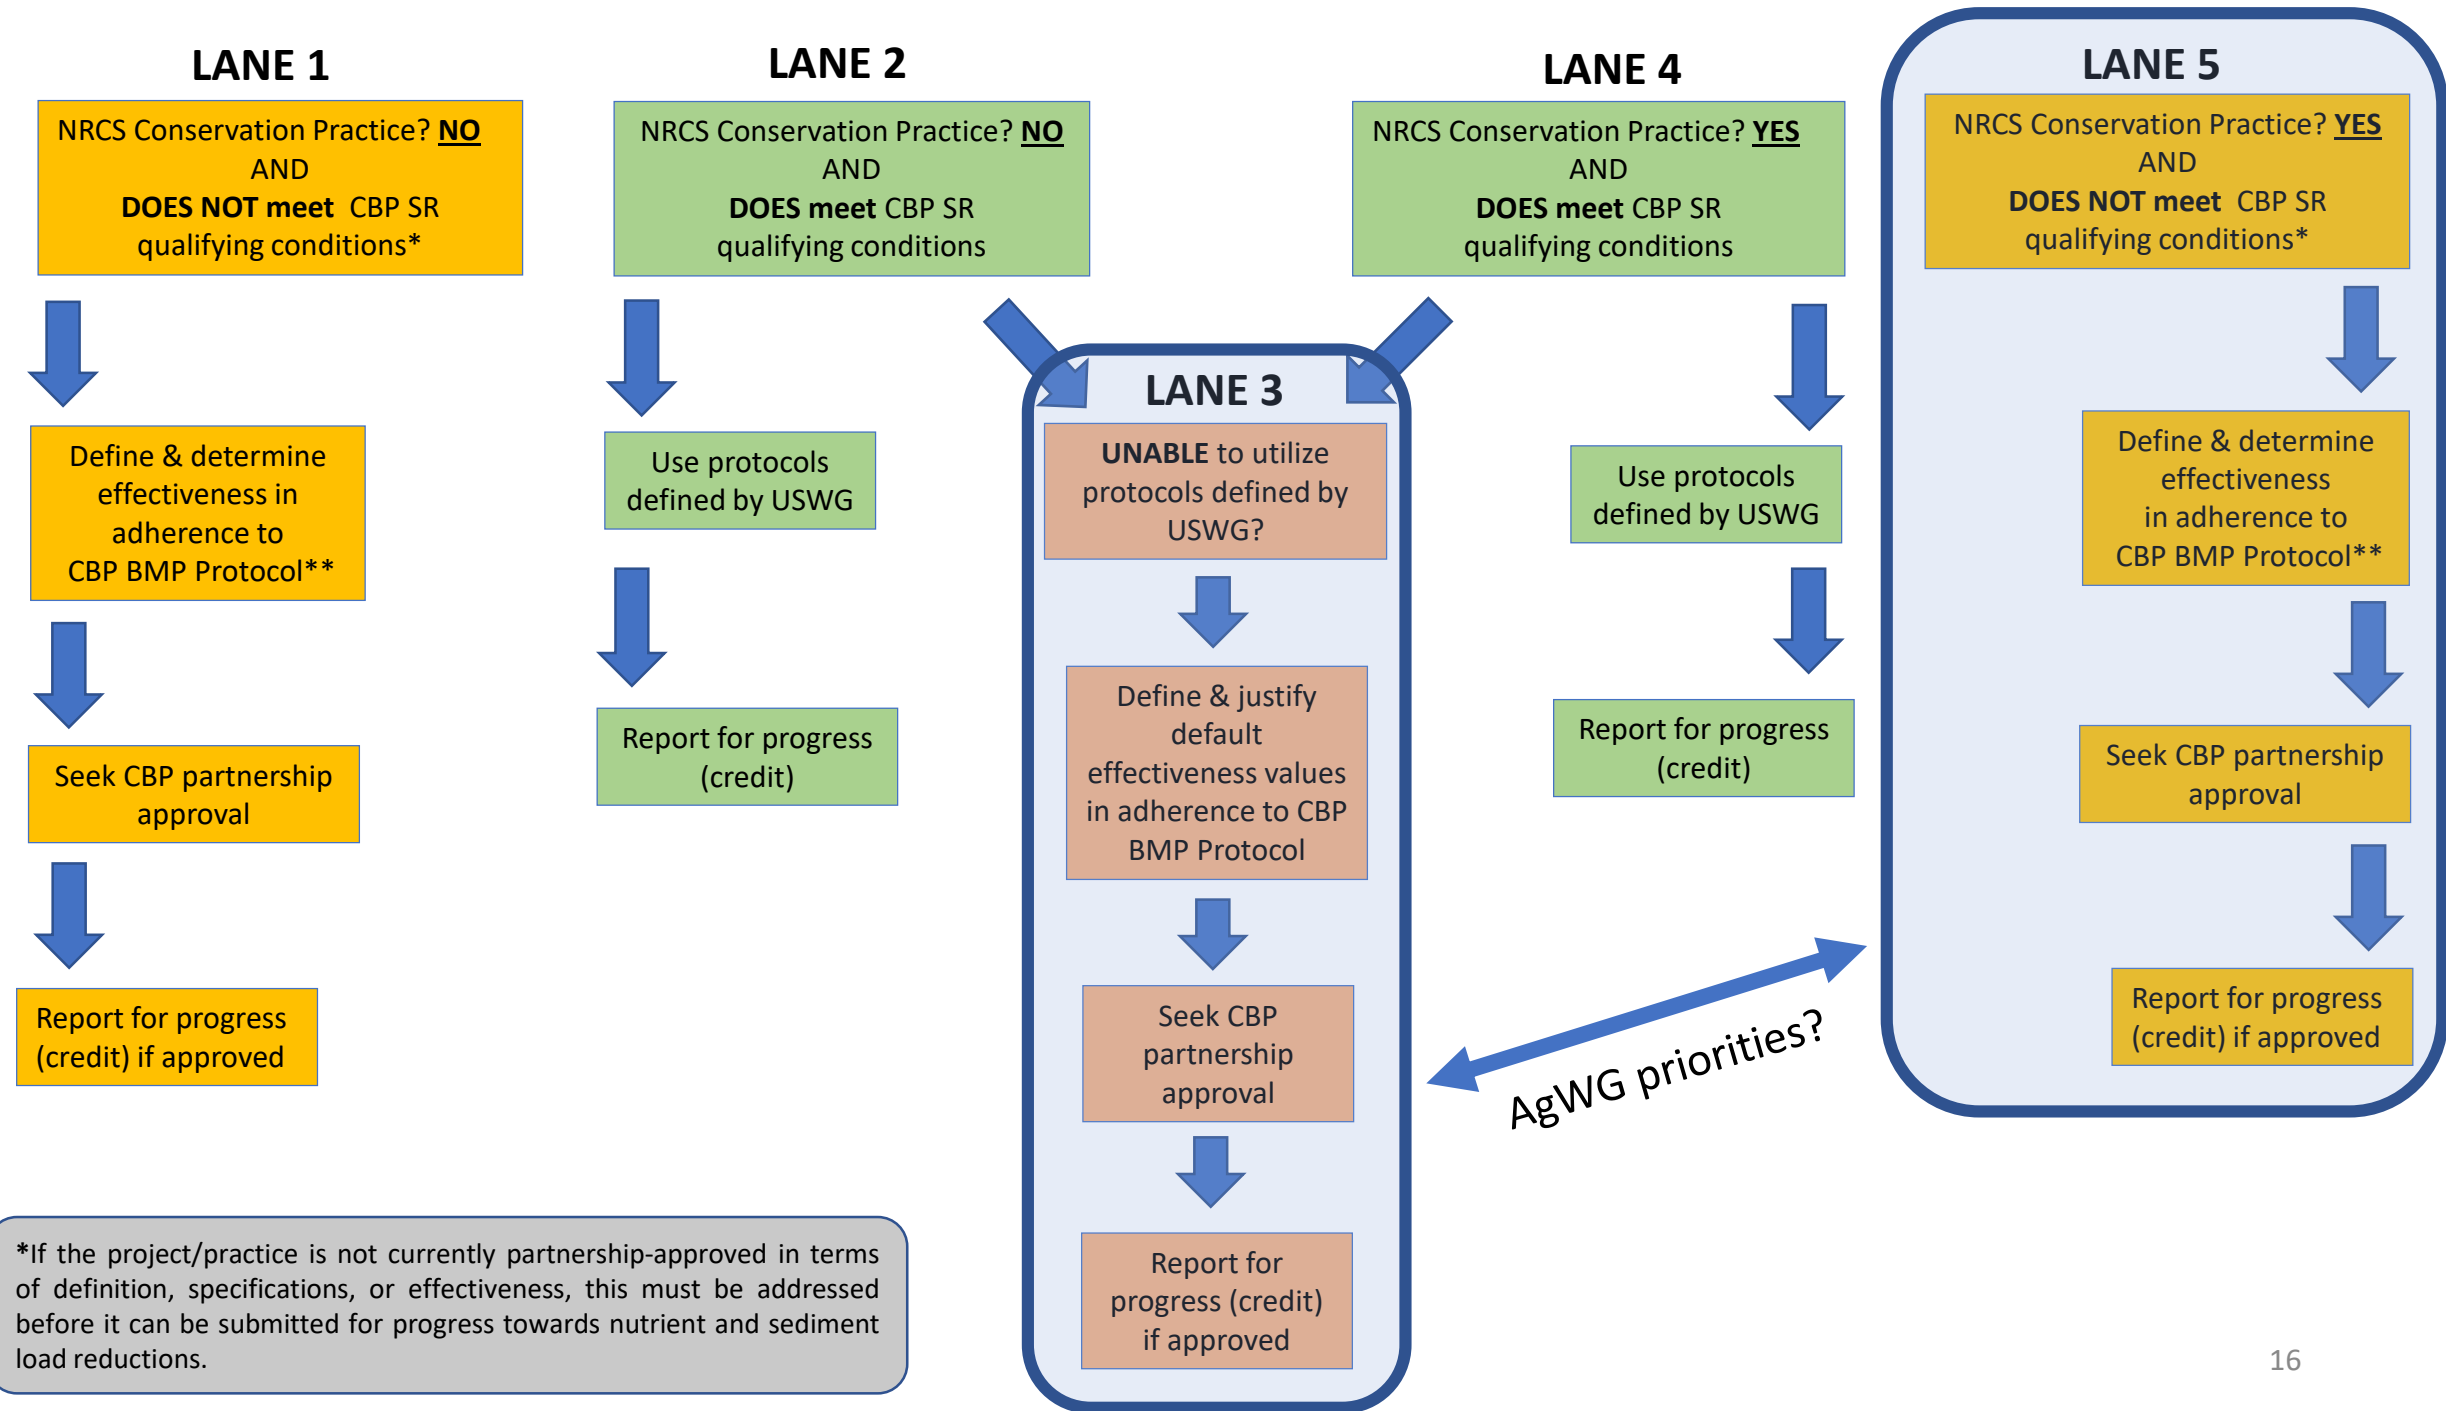 LANE 1
NRCS Conservation Practice? NO
AND
DOES NOT meet CBP SR
qualifying conditions*
Define & determine
effectiveness in
adherence to
CBP BMP Protocol**
Seek CBP partnership
approval
Report for progress
(credit) if approved
LANE 2
NRCS Conservation Practice? NO
AND
DOES meet CBP SR
qualifying conditions
Use protocols
defined by USWG
Report for progress
(credit)
LANE 3
UNABLE to utilize
protocols defined by
USWG?
Define & justify
default
effectiveness values
in adherence to CBP
BMP Protocol
Seek CBP
partnership
approval
Report for
progress (credit)
if approved
LANE 4
NRCS Conservation Practice? YES
AND
DOES meet CBP SR
qualifying conditions
Use protocols
defined by USWG
Report for progress
(credit)
AgWG priorities?
LANE 5
NRCS Conservation Practice? YES
AND
DOES NOT meet CBP SR
qualifying conditions*
Define & determine
effectiveness
in adherence to
CBP BMP Protocol**
Seek CBP partnership
approval
Report for progress
(credit) if approved
*If the project/practice is not currently partnership-approved in terms
of definition, specifications, or effectiveness, this must be addressed
before it can be submitted for progress towards nutrient and sediment
load reductions.
16